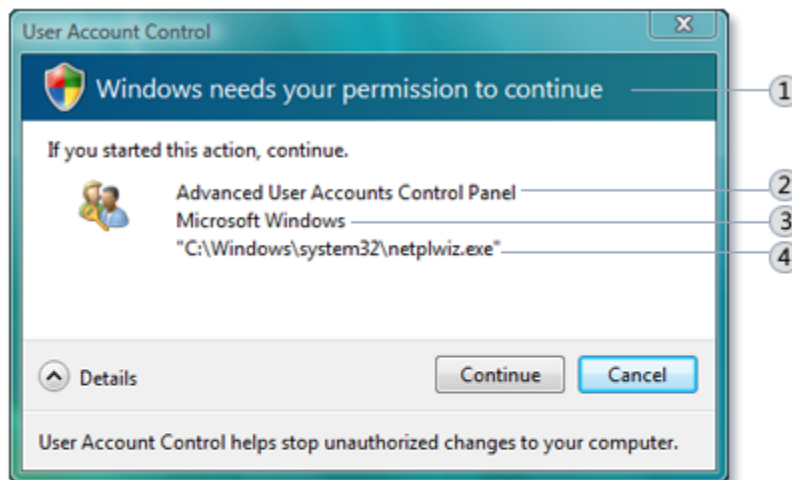 User Account Control
Windows needs your permission to continue
1
If you started this action, continue.
Advanced User Accounts Control Panel
2
Microsoft Windows
3
"C:\Windows\system32\netplwiz.exe"
4
Details
Continue
Cancel
User Account Control helps stop unauthorized changes to your computer.